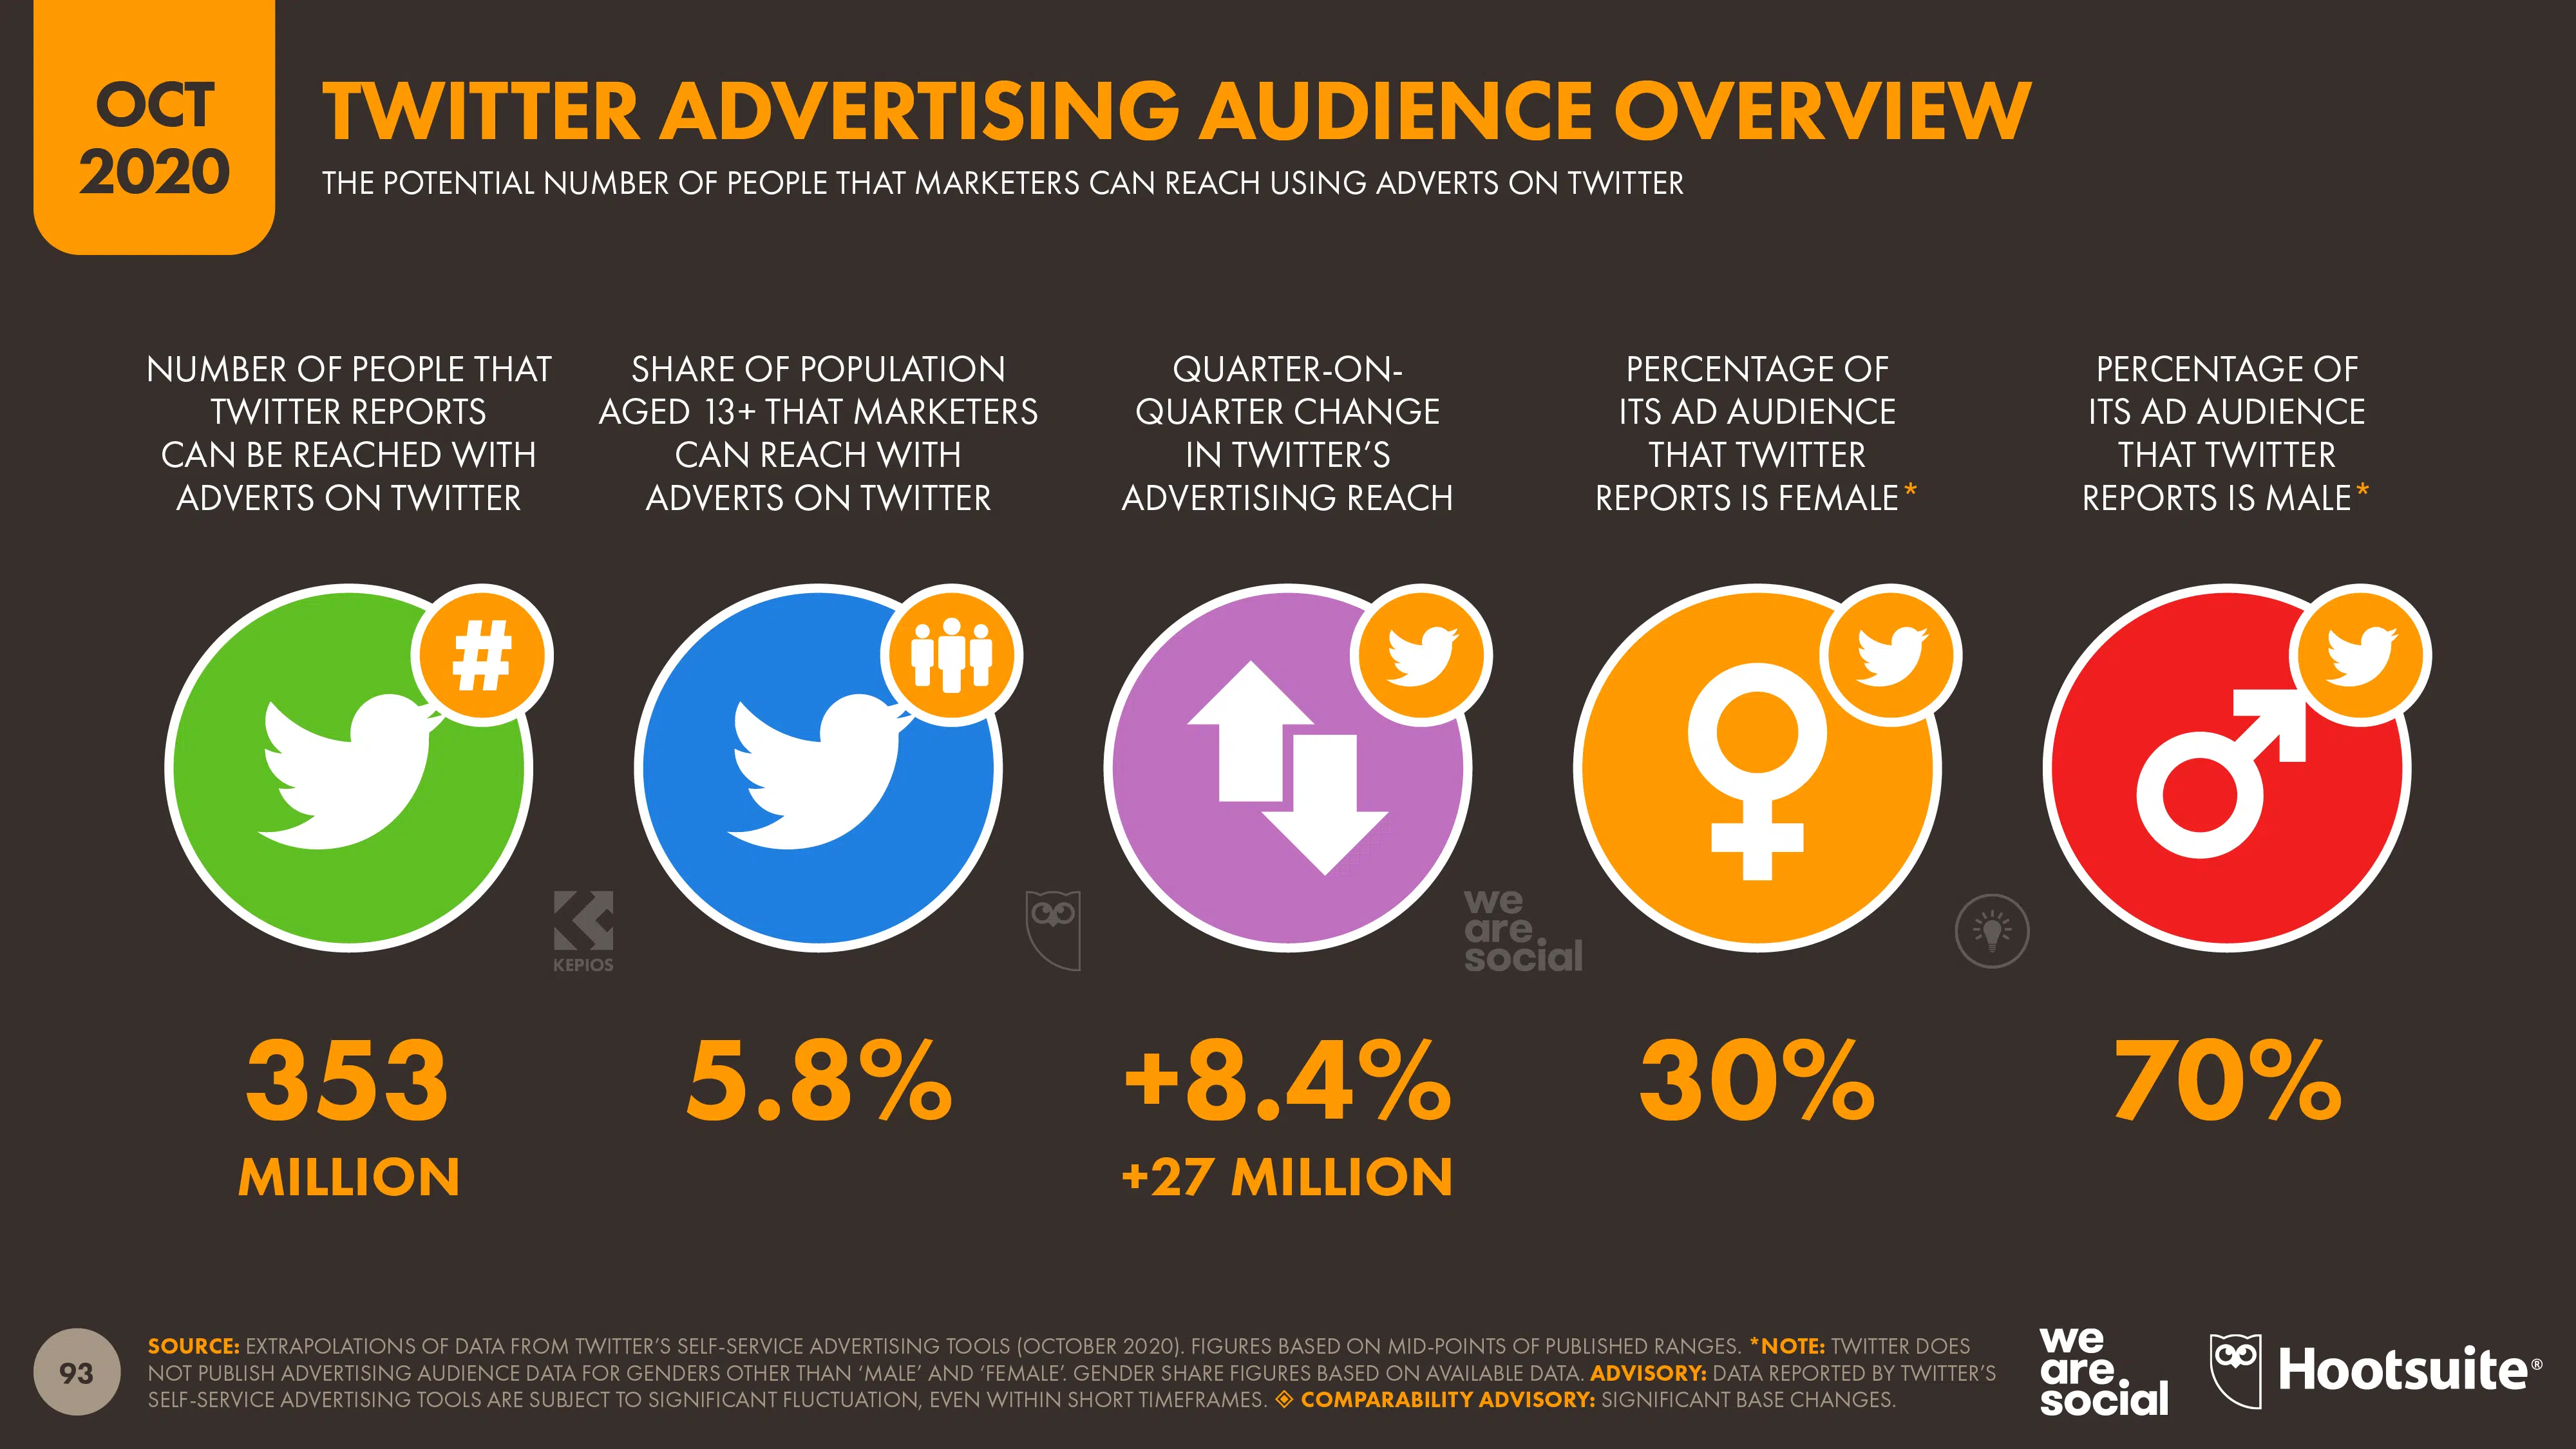 OCT
2020
TWITTER ADVERTISING AUDIENCE OVERVIEW
THE POTENTIAL NUMBER OF PEOPLE THAT MARKETERS CAN REACH USING ADVERTS ON TWITTER
NUMBER OF PEOPLE THAT
TWITTER REPORTS
CAN BE REACHED WITH
ADVERTS ON TWITTER
SHARE OF POPULATION
AGED 13+ THAT MARKETERS
CAN REACH WITH
ADVERTS ON TWITTER
QUARTER-ON-
QUARTER CHANGE
IN TWITTER’S
ADVERTISING REACH
PERCENTAGE OF
ITS AD AUDIENCE
THAT TWITTER
REPORTS IS FEMALE*
PERCENTAGE OF
ITS AD AUDIENCE
THAT TWITTER
REPORTS IS MALE*
#
KEPIOS
we
are
social
353
MILLION
5.8%
+8.4%
+27 MILLION
30%
70%
93
SOURCE: EXTRAPOLATIONS OF DATA FROM TWITTER’S SELF-SERVICE ADVERTISING TOOLS (OCTOBER 2020). FIGURES BASED ON MID-POINTS OF PUBLISHED RANGES. *NOTE: TWITTER DOES
NOT PUBLISH ADVERTISING AUDIENCE DATA FOR GENDERS OTHER THAN ‘MALE’ AND ‘FEMALE’. GENDER SHARE FIGURES BASED ON AVAILABLE DATA. ADVISORY: DATA REPORTED BY TWITTER’S
SELF-SERVICE ADVERTISING TOOLS ARE SUBJECT TO SIGNIFICANT FLUCTUATION, EVEN WITHIN SHORT TIMEFRAMES. ◈ COMPARABILITY ADVISORY: SIGNIFICANT BASE CHANGES.
we
are
social
Hootsuite®